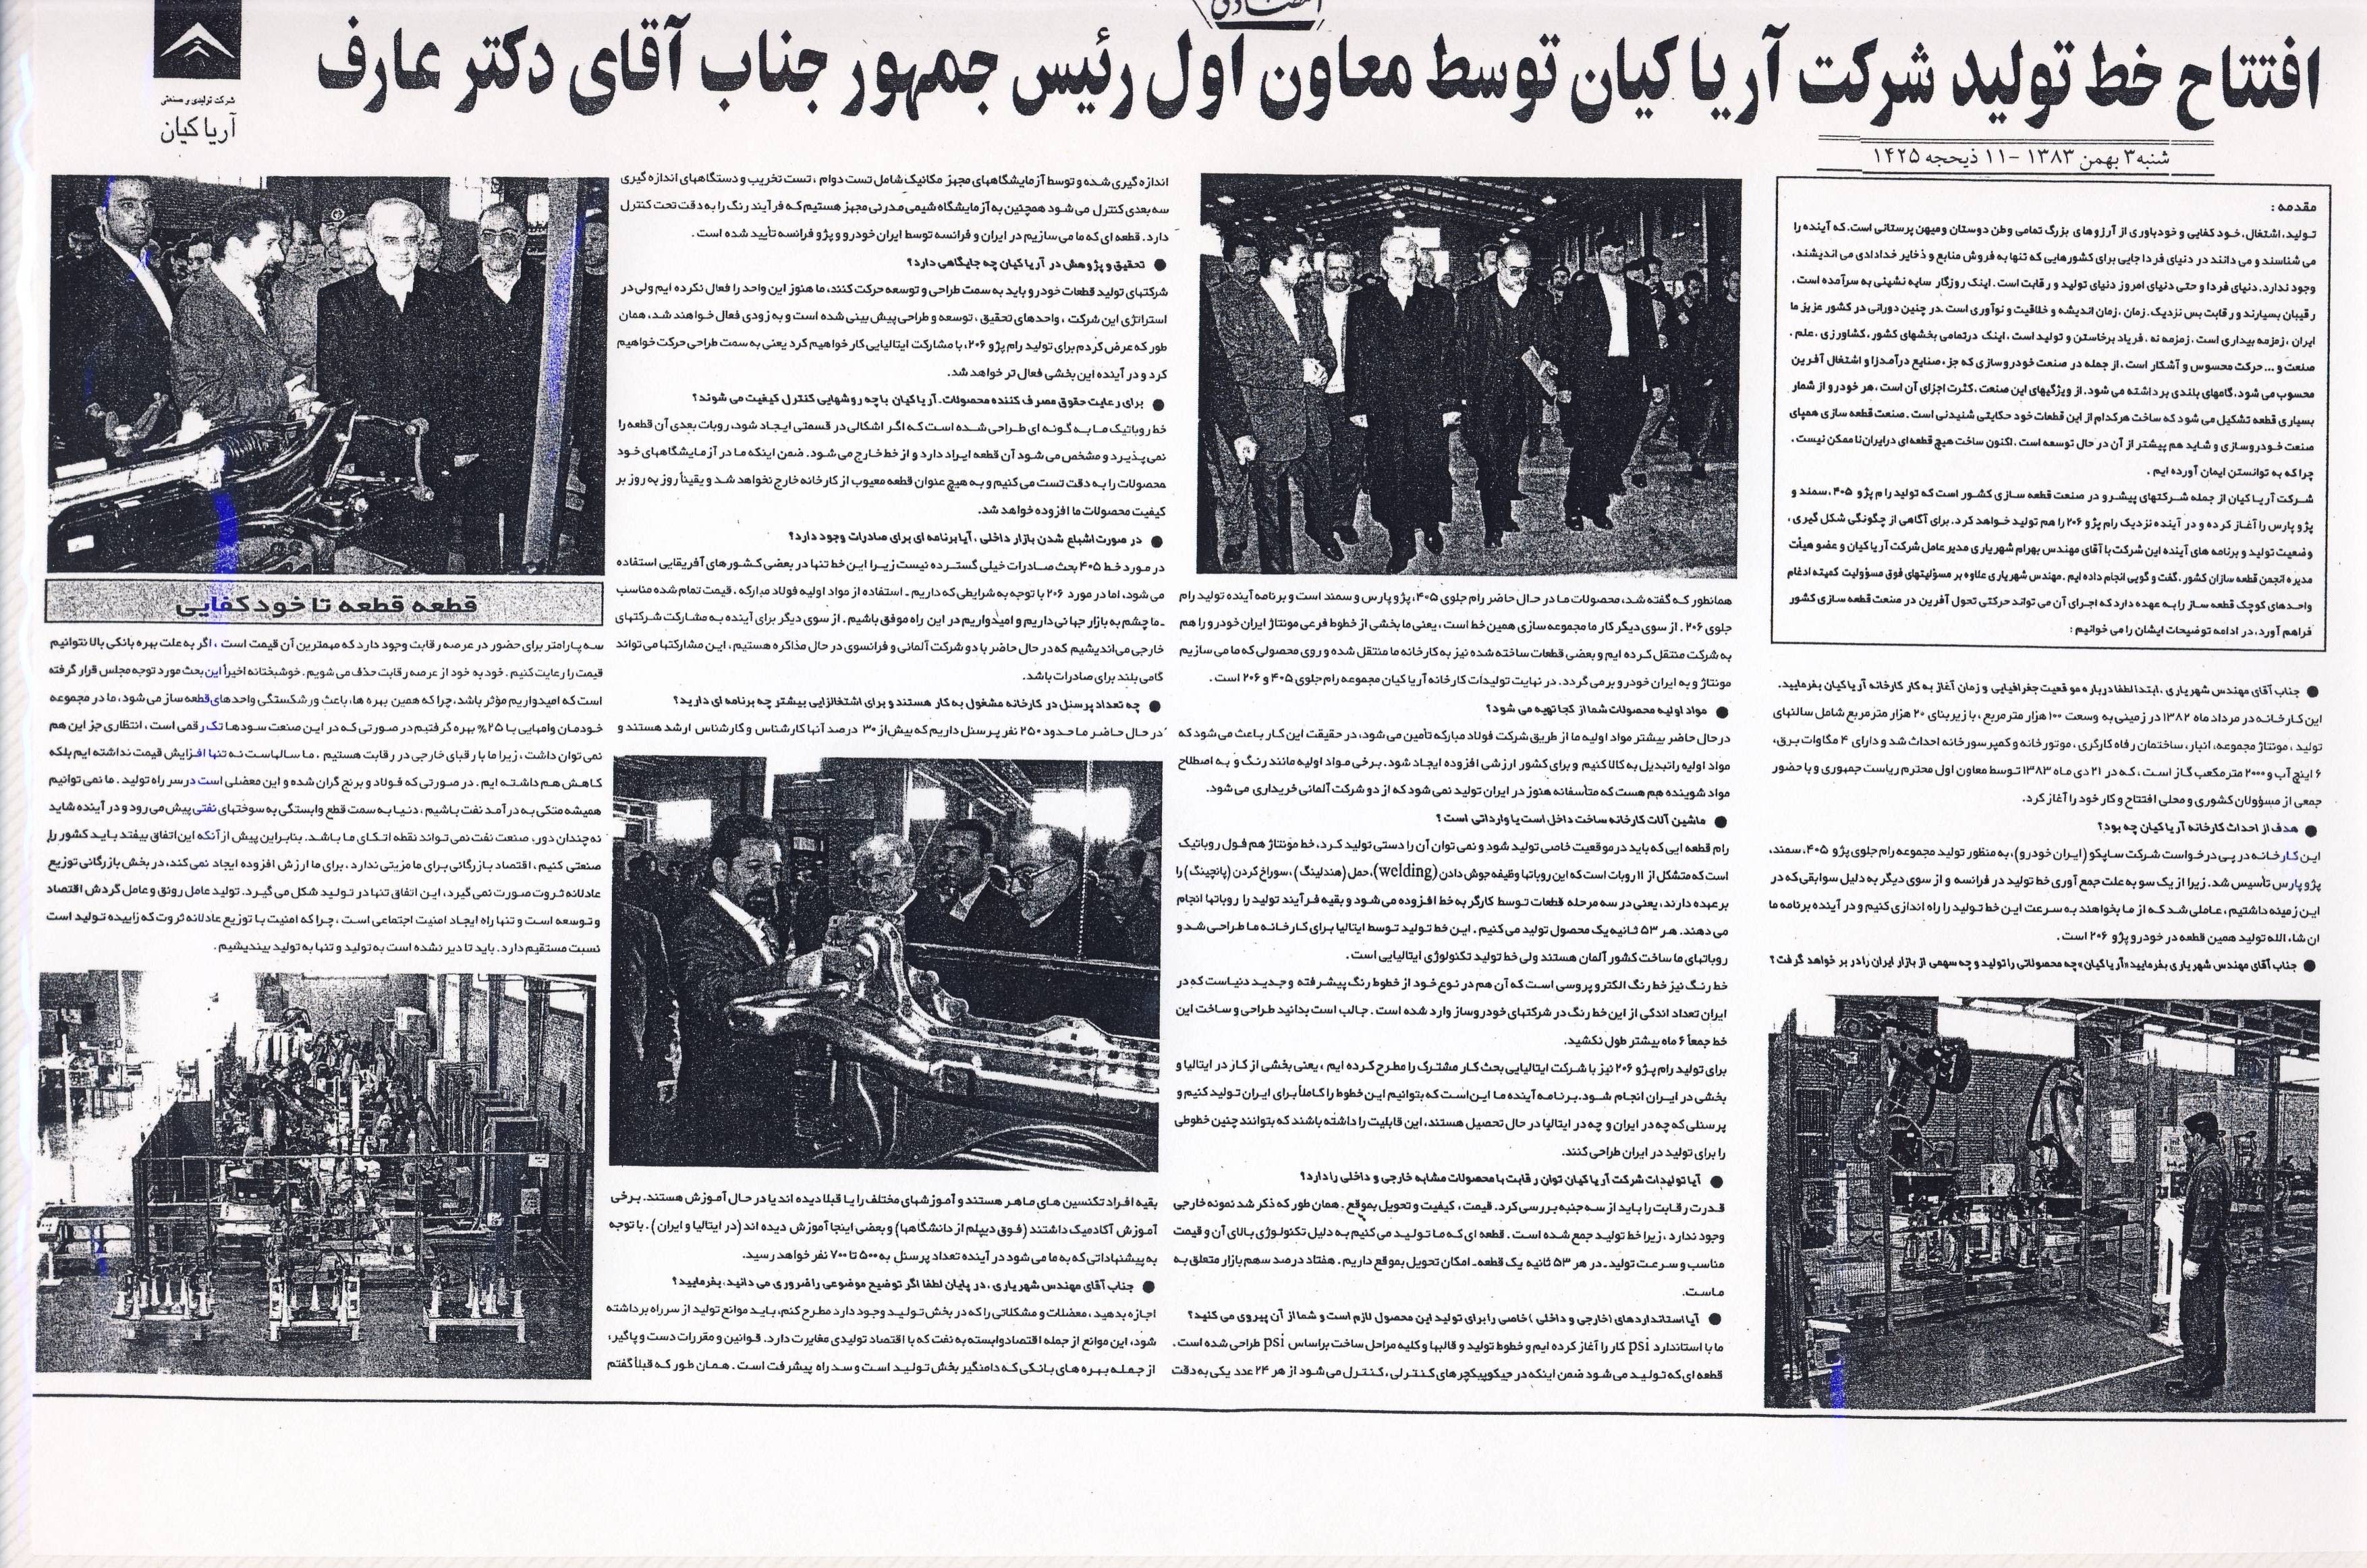 اقتصادی
افتتاح خط تولید شرکت آریا کیان توسط معاون اول رئیس جمهور جناب آقای دکتر عارف
شرکت تولیدی و صنعتی
آریا کیان
شنبه ۳ بهمن ۱۳۸۳ - ۱۱ ذیحجه ۱۴۲۵
مقدمه :
تولید، اشتغال، خود کفایی و خودباوری از آرزوهای بزرگ تمامی وطن دوستان ومیهن پرستانی است.که آینده را
می شناسند و می دانند در دنیای فردا جایی برای کشورهایی که تنها به فروش منابع و ذخایر خدادادی می اندیشند،
وجود ندارد. دنیای فردا و حتی دنیای امروز دنیای تولید و رقابت است. اینک روزگار سایه نشینی به سرآمده است ،
رقیبان بسیارند و رقابت بس نزدیک. زمان ، زمان اندیشه و خلاقیت و نوآوری است .در چنین دورانی در کشور عزیز ما
ایران ، زمزمه بیداری است . زمزمه نه ، فریاد برخاستن و تولید است ، اینک درتمامی بخشهای کشور، کشاورزی ، علم ،
صنعت و ... حرکت محسوس و آشکار است ، از جمله در صنعت خودروسازی که جزء صنایع درآمدزا و اشتغال آفرین
محسوب می شود، گامهای بلندی برداشته می شود. از ویژگیهای این صنعت ، کثرت اجزای آن است ، هر خودرو از شمار
بسیاری قطعه تشکیل می شود که ساخت هرکدام از این قطعات خود حکایتی شنیدنی است . صنعت قطعه سازی همپای
صنعت خودروسازی و شاید هم پیشتر از آن در حال توسعه است . اکنون ساخت هیچ قطعه‌ای درایران نا ممکن نیست ،
چرا که به توانستن ایمان آورده ایم .
شرکت آریا کیان از جمله شرکتهای پیشرو در صنعت قطعه سازی کشور است که تولید رام پژو ۴۰۵ ، سمند و
پژو پارس را آغاز کرده و در آینده نزدیک رام پژو ۲۰۶ را هم تولید خواهد کرد. برای آگاهی از چگونگی شکل گیری ،
وضعیت تولید و برنامه های آینده این شرکت با آقای مهندس بهرام شهریاری مدیر عامل شرکت آریا کیان و عضو هیأت
مدیره انجمن قطعه سازان کشور ، گفت و گویی انجام داده ایم . مهندس شهریاری علاوه بر مسؤلیتهای فوق مسؤولیت کمیته ادغام
واحدهای کوچک قطعه ساز را به عهده دارد که اجرای آن می تواند حرکتی تحول آفرین در صنعت قطعه سازی کشور
فراهم آورد، در ادامه توضیحات ایشان را می خوانیم :
● جناب آقای مهندس شهریاری ، ابتدا لطفا درباره موقعیت جغرافیایی و زمان آغاز به کار کارخانه آریاکیان بفرمایید.
این کارخانه در مرداد ماه ۱۳۸۲ در زمینی به وسعت ۱۰۰ هزار مترمربع ، با زیربنای ۲۰ هزار مترمربع شامل سالنهای
تولید ، مونتاژ مجموعه، انبار، ساختمان رفاه کارگری ، موتورخانه و کمپرسورخانه احداث شد و دارای ۴ مگاوات برق،
۶ اینچ آب و ۲۰۰۰ مترمکعب گاز است ، که در ۲۱ دی ماه ۱۳۸۳ توسط معاون اول محترم ریاست جمهوری و با حضور
جمعی از مسؤولان کشوری و محلی افتتاح و کار خود را آغاز کرد.
● هدف از احداث کارخانه آریاکیان چه بود؟
این کارخانه در پی درخواست شرکت ساپکو (ایران خودرو)، به منظور تولید مجموعه رام جلوی پژو ۴۰۵، سمند،
پژو پارس تأسیس شد. زیرا از یک سو به علت جمع آوری خط تولید در فرانسه و از سوی دیگر به دلیل سوابقی که در
این زمینه داشتیم ، عاملی شد که از ما بخواهند به سرعت این خط تولید را راه اندازی کنیم و در آینده برنامه ما
ان شاء الله تولید همین قطعه در خودرو پژو ۲۰۶ است .
● جناب آقای مهندس شهریاری بفرمایید «آریاکیان» چه محصولاتی را تولید و چه سهمی از بازار ایران را در بر خواهد گرفت ؟
همانطور که گفته شد، محصولات ما در حال حاضر رام جلوی ۴۰۵، پژو پارس و سمند است و برنامه آینده تولید رام
جلوی ۲۰۶ . از سوی دیگر کار ما مجموعه سازی همین خط است ، یعنی ما بخشی از خطوط فرعی مونتاژ ایران خودرو را هم
به شرکت منتقل کرده ایم و بعضی قطعات ساخته شده نیز به کارخانه ما منتقل شده و روی محصولی که ما می سازیم
مونتاژ و به ایران خودرو برمی گردد. در نهایت تولیدات کارخانه آریا کیان مجموعه رام جلوی ۴۰۵ و ۲۰۶ است .
● مواد اولیه محصولات شما از کجا تهیه می شود؟
درحال حاضر بیشتر مواد اولیه ما از طریق شرکت فولاد مبارکه تأمین می شود، در حقیقت این کار باعث می شود که
مواد اولیه را تبدیل به کالا کنیم و برای کشور ارزشی افزوده ایجاد شود. برخی مواد اولیه مانند رنگ و به اصطلاح
مواد شوینده هم هست که متأسفانه هنوز در ایران تولید نمی شود که از دو شرکت آلمانی خریداری می شود.
● ماشین آلات کارخانه ساخت داخل است یا وارداتی است ؟
رام قطعه ایی که باید در موقعیت خاصی تولید شود و نمی توان آن را دستی تولید کرد، خط مونتاژ هم فول روباتیک
است که متشکل از ۱۱ روبات است که این روباتها وظیفه جوش دادن (welding)، حمل (هندلینگ) ، سوراخ کردن (پانچینگ) را
برعهده دارند، یعنی در سه مرحله قطعات توسط کارگر به خط افزوده می شود و بقیه فرآیند تولید را روباتها انجام
می دهند. هر ۵۳ ثانیه یک محصول تولید می کنیم . این خط تولید توسط ایتالیا برای کارخانه ما طراحی شد و
روباتهای ما ساخت کشور آلمان هستند ولی خط تولید تکنولوژی ایتالیایی است .
خط رنگ نیز خط رنگ الکتروپروسی است که آن هم در نوع خود از خطوط رنگ پیشرفته و جدید دنیاست که در
ایران تعداد اندکی از این خط رنگ در شرکتهای خودروساز وارد شده است . جالب است بدانید طراحی و ساخت این
خط جمعاً ۶ ماه بیشتر طول نکشید.
برای تولید رام پژو ۲۰۶ نیز با شرکت ایتالیایی بحث کار مشترک را مطرح کرده ایم ، یعنی بخشی از کار در ایتالیا و
بخشی در ایران انجام شود. برنامه آینده ما این است که بتوانیم این خطوط را کاملاً برای ایران تولید کنیم و
پرسنلی که چه در ایران و چه در ایتالیا در حال تحصیل هستند، این قابلیت را داشته باشند که بتوانند چنین خطوطی
را برای تولید در ایران طراحی کنند.
● آیا تولیدات شرکت آریا کیان توان رقابت با محصولات مشابه خارجی و داخلی را دارد؟
قدرت رقابت را باید از سه جنبه بررسی کرد. قیمت ، کیفیت و تحویل بموقع . همان طور که ذکر شد نمونه خارجی
وجود ندارد ، زیرا خط تولید جمع شده است . قطعه ای که ما تولید می کنیم به دلیل تکنولوژی بالای آن و قیمت
مناسب و سرعت تولید - در هر ۵۳ ثانیه یک قطعه - امکان تحویل بموقع داریم . هفتاد درصد سهم بازار متعلق به
ماست.
● آیا استانداردهای (خارجی و داخلی ) خاصی را برای تولید این محصول لازم است و شما از آن پیروی می کنید؟
ما با استاندارد psi کار را آغاز کرده ایم و خطوط تولید و قالبها و کلیه مراحل ساخت براساس psi طراحی شده است ،
قطعه ای که تولید می شود ضمن اینکه در جیکوپیکچرهای کنترلی ، کنترل می شود از هر ۲۴ عدد یکی به دقت
اندازه گیری شده و توسط آزمایشگاههای مجهز مکانیک شامل تست دوام ، تست تخریب و دستگاههای اندازه گیری
سه بعدی کنترل می شود همچنین به آزمایشگاه شیمی مدرنی مجهز هستیم که فرآیند رنگ را به دقت تحت کنترل
دارد. قطعه ای که ما می سازیم در ایران و فرانسه توسط ایران خودرو و پژو فرانسه تأیید شده است .
● تحقیق و پژوهش در آریا کیان چه جایگاهی دارد؟
شرکتهای تولید قطعات خودرو باید به سمت طراحی و توسعه حرکت کنند، ما هنوز این واحد را فعال نکرده ایم ولی در
استراتژی این شرکت ، واحدهای تحقیق ، توسعه و طراحی پیش بینی شده است و به زودی فعال خواهند شد، همان
طور که عرض کردم برای تولید رام پژو ۲۰۶، با مشارکت ایتالیایی کار خواهیم کرد یعنی به سمت طراحی حرکت خواهیم
کرد و در آینده این بخشی فعال تر خواهد شد.
● برای رعایت حقوق مصرف کننده محصولات، آریا کیان با چه روشهایی کنترل کیفیت می شوند؟
خط روباتیک ما به گونه ای طراحی شده است که اگر اشکالی در قسمتی ایجاد شود، روبات بعدی آن قطعه را
نمی پذیرد و مشخص می شود آن قطعه ایراد دارد و از خط خارج می شود. ضمن اینکه ما در آزمایشگاههای خود
محصولات را به دقت تست می کنیم و به هیچ عنوان قطعه معیوب از کارخانه خارج نخواهد شد و یقیناً روز به روز بر
کیفیت محصولات ما افزوده خواهد شد.
● در صورت اشباع شدن بازار داخلی ، آیا برنامه ای برای صادرات وجود دارد؟
در مورد خط ۴۰۵ بحث صادرات خیلی گسترده نیست زیرا این خط تنها در بعضی کشورهای آفریقایی استفاده
می شود، اما در مورد ۲۰۶ با توجه به شرایطی که داریم - استفاده از مواد اولیه فولاد مبارکه ، قیمت تمام شده مناسب
- ما چشم به بازار جهانی داریم و امیدواریم در این راه موفق باشیم . از سوی دیگر برای آینده به مشارکت شرکتهای
خارجی می‌اندیشیم که در حال حاضر با دو شرکت آلمانی و فرانسوی در حال مذاکره هستیم ، این مشارکتها می تواند
گامی بلند برای صادرات باشد.
● چه تعداد پرسنل در کارخانه مشغول به کار هستند و برای اشتغالزایی بیشتر چه برنامه ای دارید؟
در حال حاضر ما حدود ۲۵۰ نفر پرسنل داریم که بیش از ۳۰ درصد آنها کارشناس و کارشناس ارشد هستند و
بقیه افراد تکنسین های ماهر هستند و آموزشهای مختلف را یا قبلا دیده اند یا در حال آموزش هستند. برخی
آموزش آکادمیک داشتند (فوق دیپلم از دانشگاهها) و بعضی اینجا آموزش دیده اند (در ایتالیا و ایران) . با توجه
به پیشنهاداتی که به ما می شود در آینده تعداد پرسنل به ۵۰۰ تا ۷۰۰ نفر خواهد رسید.
● جناب آقای مهندس شهریاری ، در پایان لطفا اگر توضیح موضوعی را ضروری می دانید، بفرمایید؟
اجازه بدهید، معضلات و مشکلاتی را که در بخش تولید وجود دارد مطرح کنم، باید موانع تولید از سر راه برداشته
شود، این موانع از جمله اقتصاد وابسته به نفت که با اقتصاد تولیدی مغایرت دارد. قوانین و مقررات دست و پاگیر،
از جمله بهره های بانکی که دامنگیر بخش تولید است و سد راه پیشرفت است . همان طور که قبلاً گفتم
قطعه قطعه تا خودکفایی
سه پارامتر برای حضور در عرصه رقابت وجود دارد که مهمترین آن قیمت است ، اگر به علت بهره بانکی بالا نتوانیم
قیمت را رعایت کنیم . خود به خود از عرصه رقابت حذف می شویم . خوشبختانه اخیراً این بحث مورد توجه مجلس قرار گرفته
است که امیدواریم مؤثر باشد، چرا که همین بهره ها، باعث ورشکستگی واحدهای قطعه ساز می شود، ما در مجموعه
خودمان وامهایی با ۲۵% بهره گرفتیم در صورتی که در این صنعت سودها تک رقمی است ، انتظاری جز این هم
نمی توان داشت ، زیرا ما با رقبای خارجی در رقابت هستیم . ما سالهاست نه تنها افزایش قیمت نداشته ایم بلکه
کاهش هم داشته ایم . در صورتی که فولاد و برنج گران شده و این معضلی است در سر راه تولید . ما نمی توانیم
همیشه متکی به درآمد نفت باشیم . دنیا به سمت قطع وابستگی به سوختهای نفتی پیش می رود و در آینده شاید
نه چندان دور، صنعت نفت نمی تواند نقطه اتکای ما باشد. بنابراین پیش از آنکه این اتفاق بیفتد باید کشور را
صنعتی کنیم ، اقتصاد بازرگانی برای ما مزیتی ندارد ، برای ما ارزش افزوده ایجاد نمی کند، در بخش بازرگانی توزیع
عادلانه ثروت صورت نمی گیرد، این اتفاق تنها در تولید شکل می گیرد. تولید عامل رونق و عامل گردش اقتصاد
و توسعه است و تنها راه ایجاد امنیت اجتماعی است ، چرا که امنیت با توزیع عادلانه ثروت که زاییده تولید است
نسبت مستقیم دارد. باید تا دیر نشده است به تولید و تنها به تولید بیندیشیم .